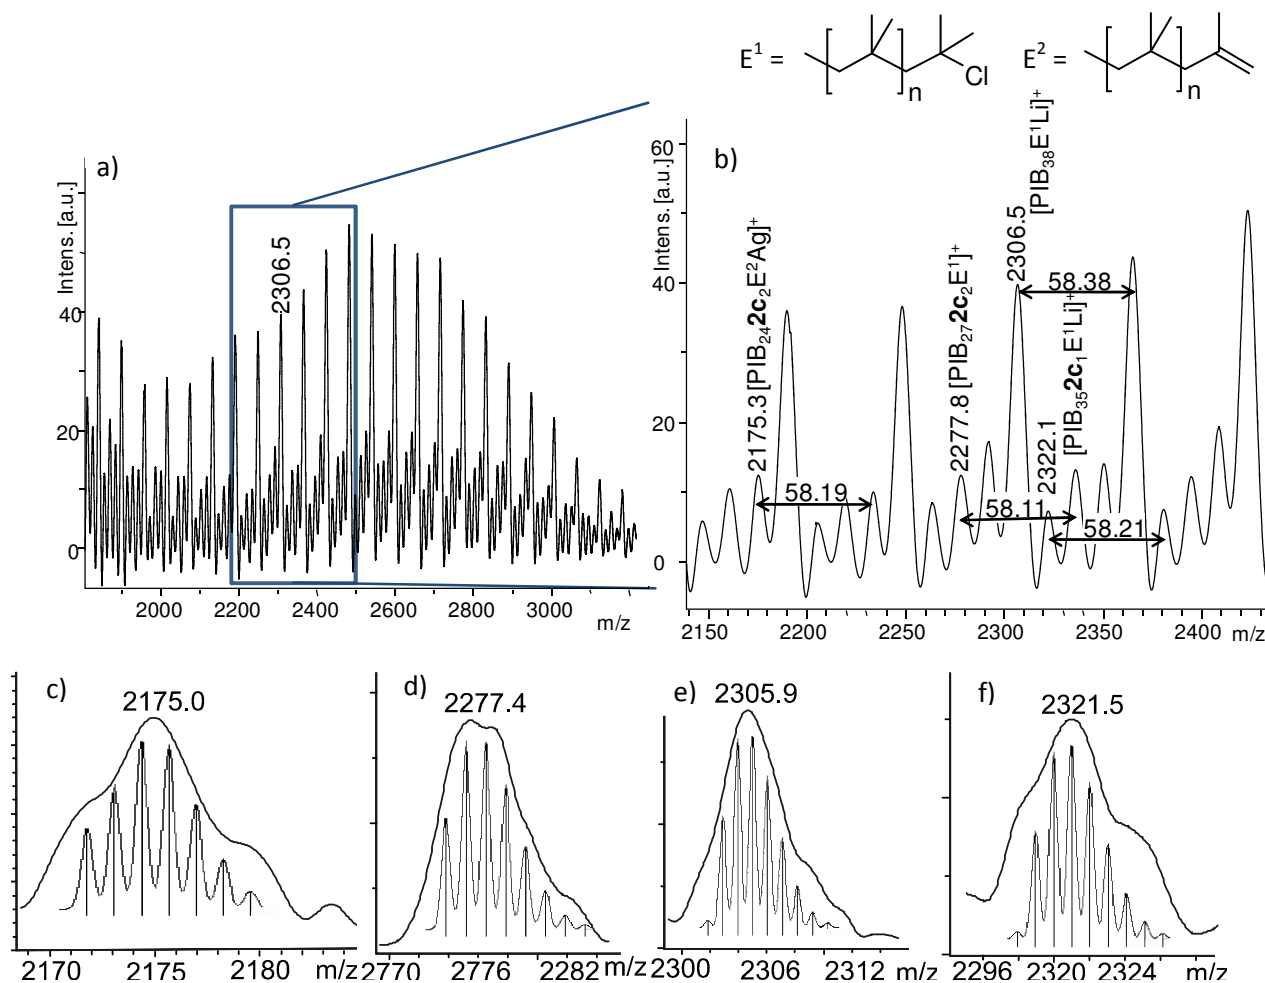 E¹ =
n
Cl
E² =
n
a)
Intens. [a.u.]
2306.5
40
20
0
2000
2200
2400
2600
2800
3000
m/z
b)
Intens. [a.u.]
60
40
20
0
2175.3 [PIB₂₄2c₂E²Ag]⁺
2277.8 [PIB₂₇2c₂E¹]⁺
2306.5 [PIB₃₈E¹Li]⁺
2322.1 [PIB₃₅2c₁E¹Li]⁺
58.19
58.11
58.38
58.21
2150
2200
2250
2300
2350
2400
m/z
c)
2175.0
2170
2175
2180
m/z
d)
2277.4
2770
2776
2282
m/z
e)
2305.9
2300
2306
2312
m/z
f)
2321.5
2296
2320
2324
m/z